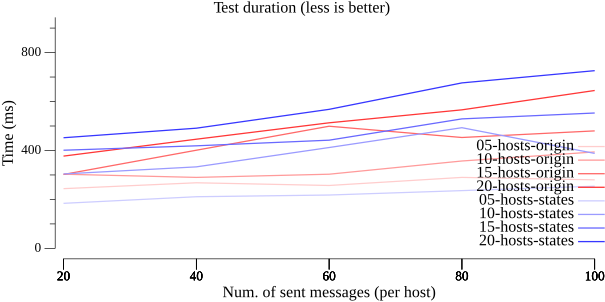 Test duration (less is better)
Time (ms)
800
400
0
05-hosts-origin
10-hosts-origin
15-hosts-origin
20-hosts-origin
05-hosts-states
10-hosts-states
15-hosts-states
20-hosts-states
20 40 60 80 100
Num. of sent messages (per host)